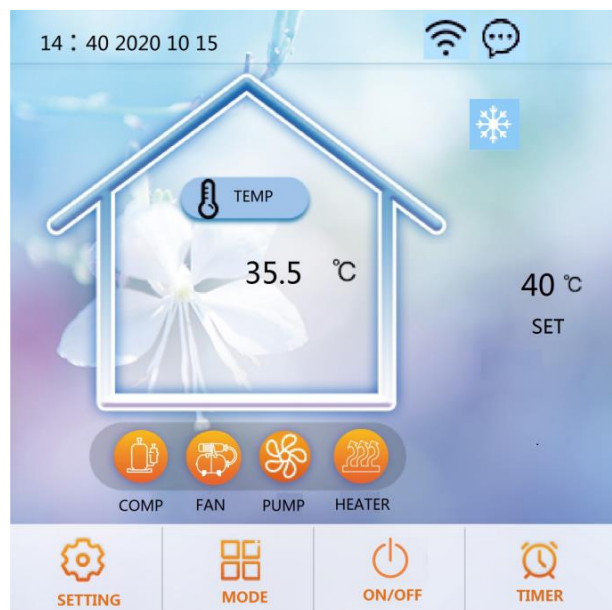 14：40 2020 10 15
TEMP
35.5 ℃
40 ℃
SET
COMP FAN PUMP HEATER
SETTING MODE ON/OFF TIMER